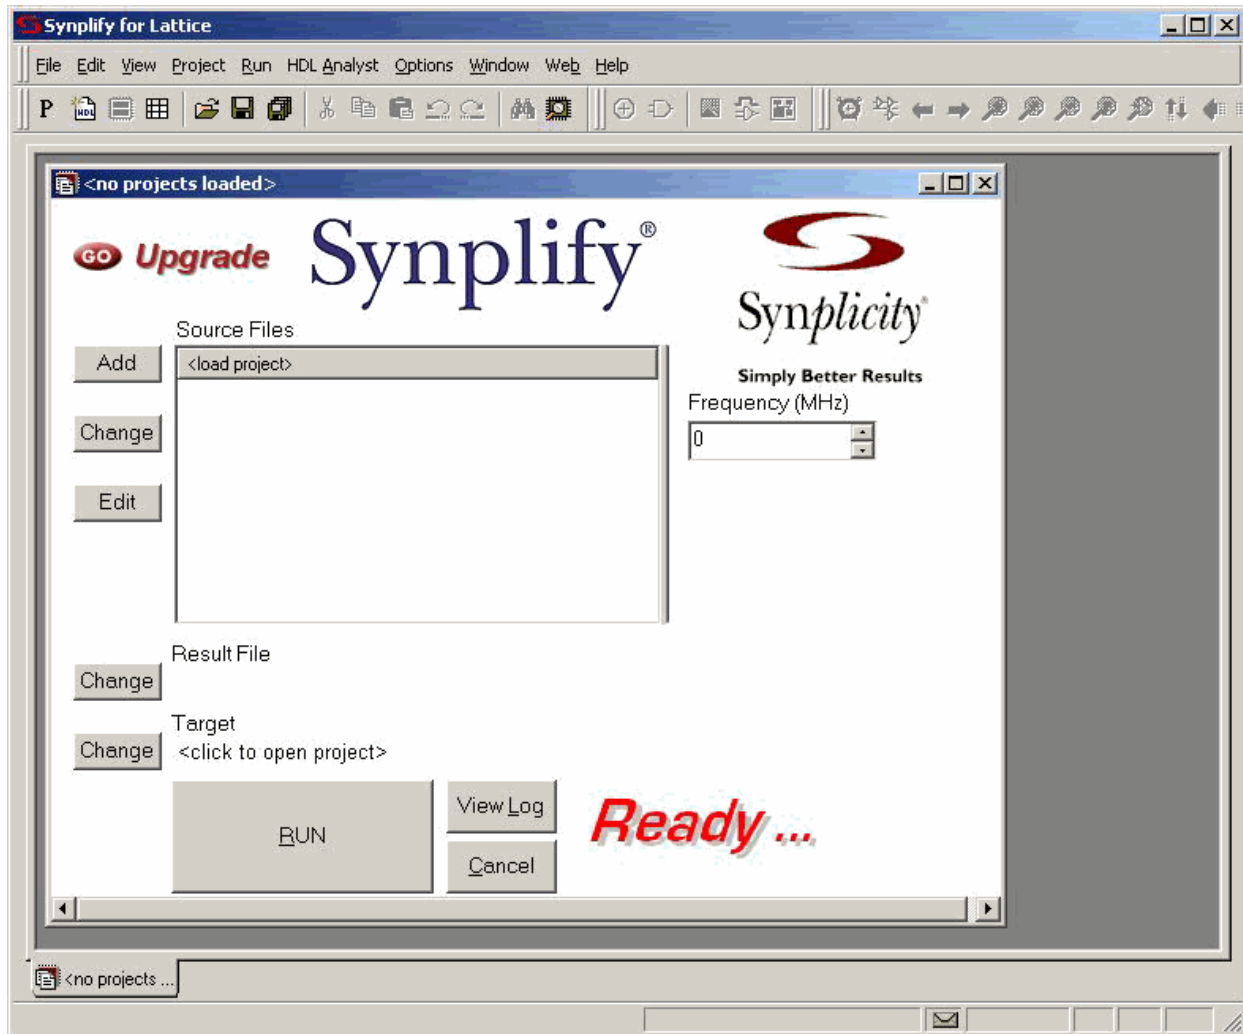 Synplify for Lattice
File Edit View Project Run HDL Analyst Options Window Web Help
P
HDL
<no projects loaded>
GO Upgrade Synplify®
Synplicity®
Simply Better Results
Source Files
Add
<load project>
Frequency (MHz)
0
Change
Edit
Result File
Change
Target
Change
<click to open project>
RUN
View Log
Cancel
Ready ...
<no projects ...